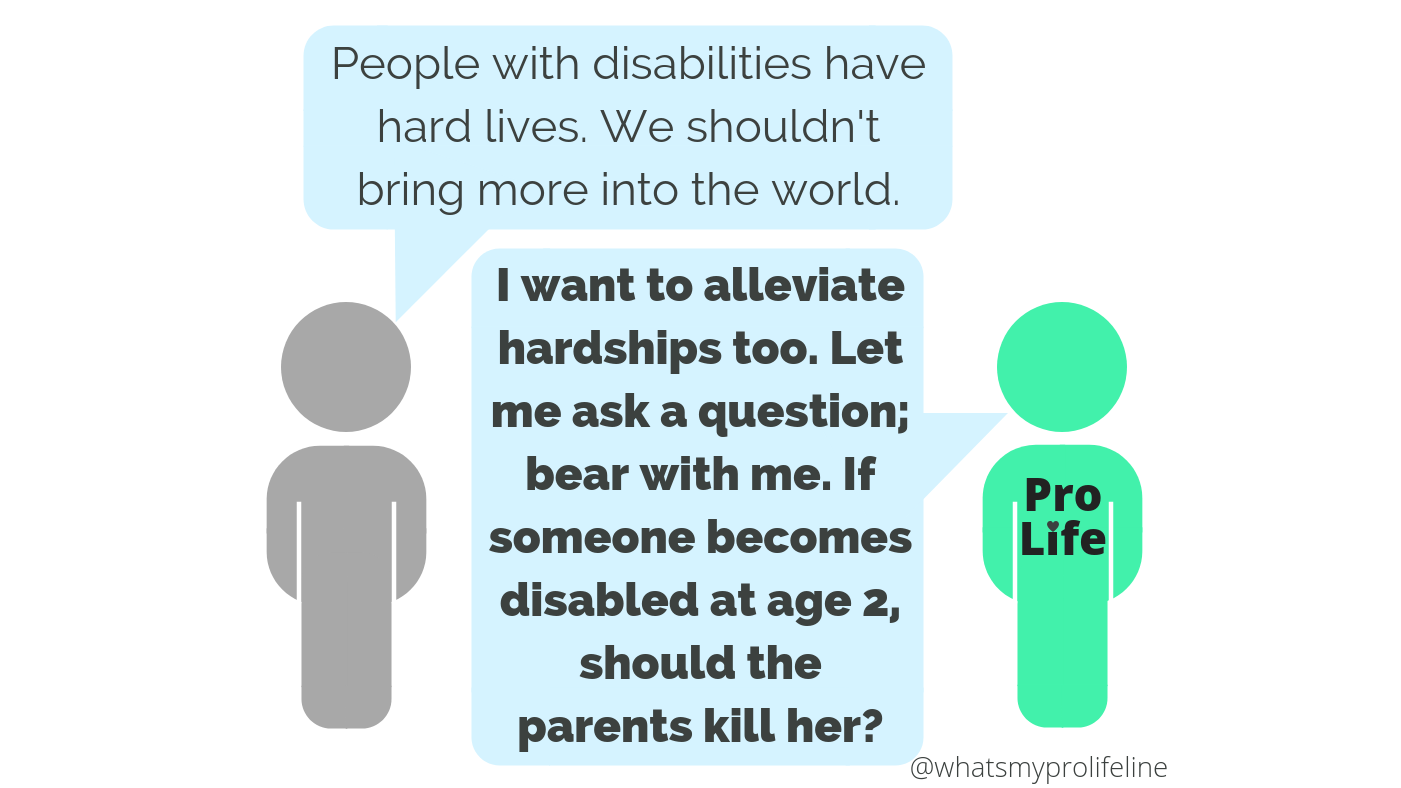 People with disabilities have
hard lives. We shouldn't
bring more into the world.
I want to alleviate
hardships too. Let
me ask a question;
bear with me. If
someone becomes
disabled at age 2,
should the
parents kill her?
Pro
Life
@whatsmyprolifeline